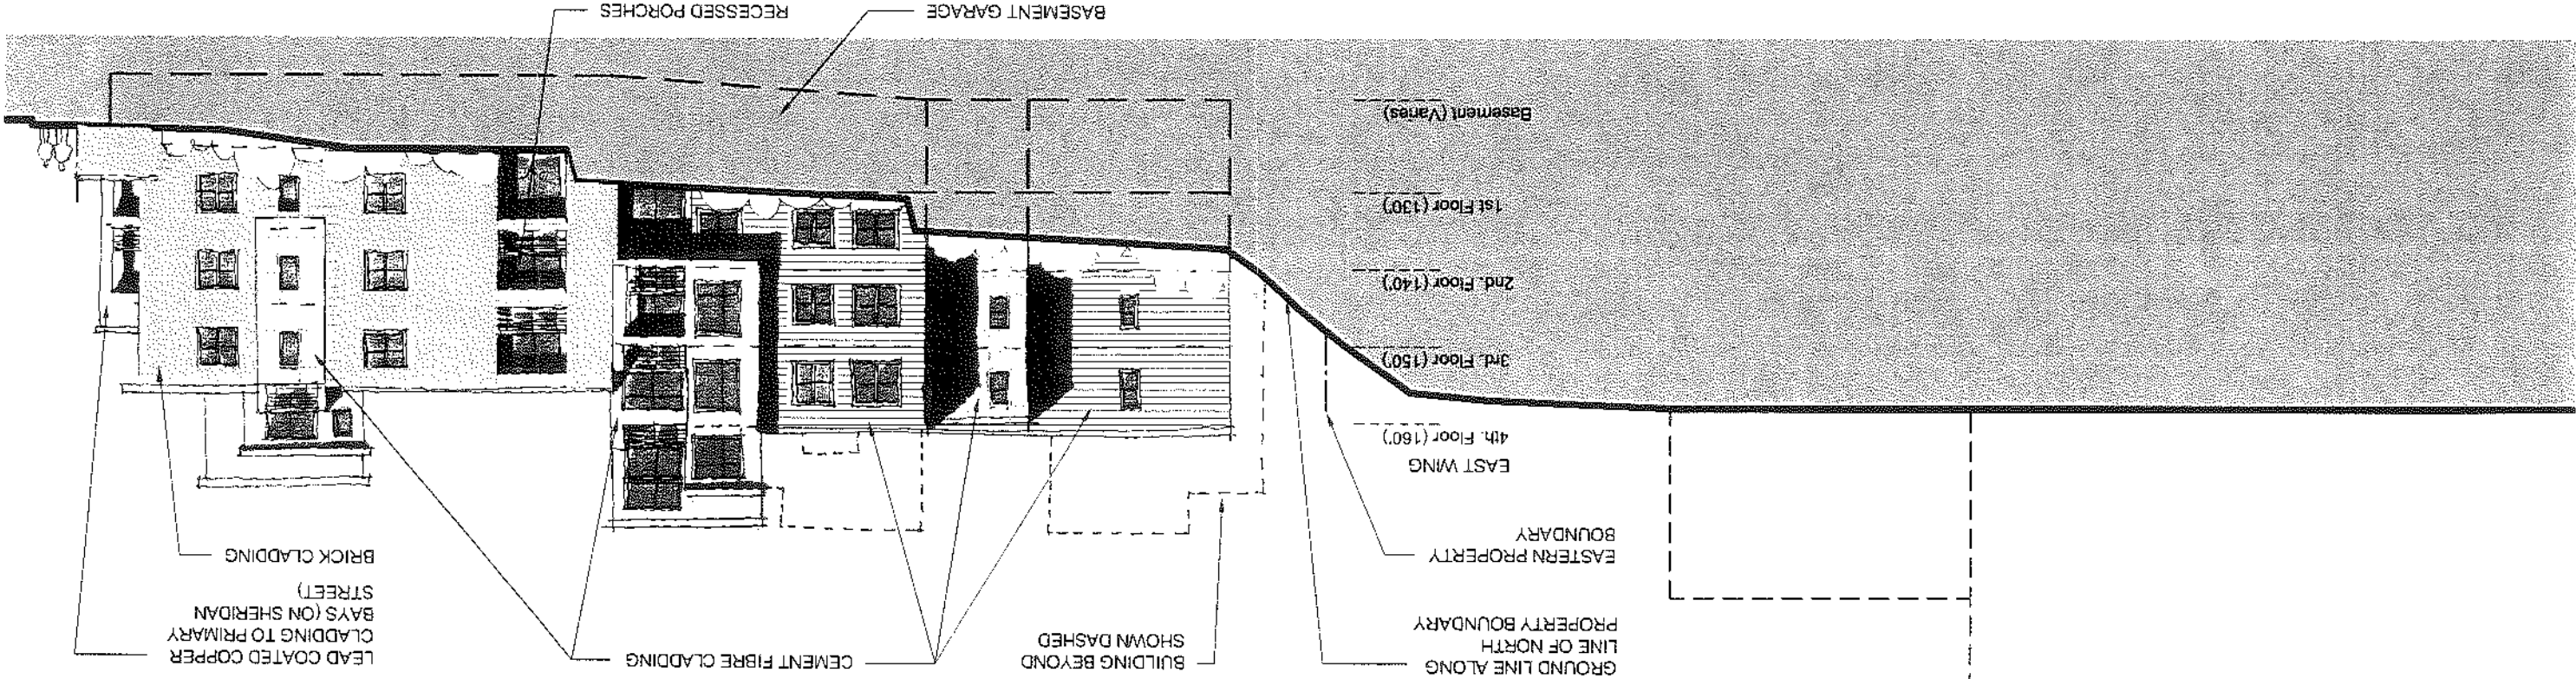 GROUND LINE ALONG
LINE OF NORTH
PROPERTY BOUNDARY
EASTERN PROPERTY
BOUNDARY
BUILDING BEYOND
SHOWN DASHED
CEMENT FIBRE CLADDING
LEAD COATED COPPER
CLADDING TO PRIMARY
BAYS (ON SHERIDAN
STREET)
BRICK CLADDING
EAST WING
4th. Floor (160')
3rd. Floor (150')
2nd. Floor (140')
1st Floor (130')
Basement (Varies)
BASEMENT GARAGE
RECESSED PORCHES